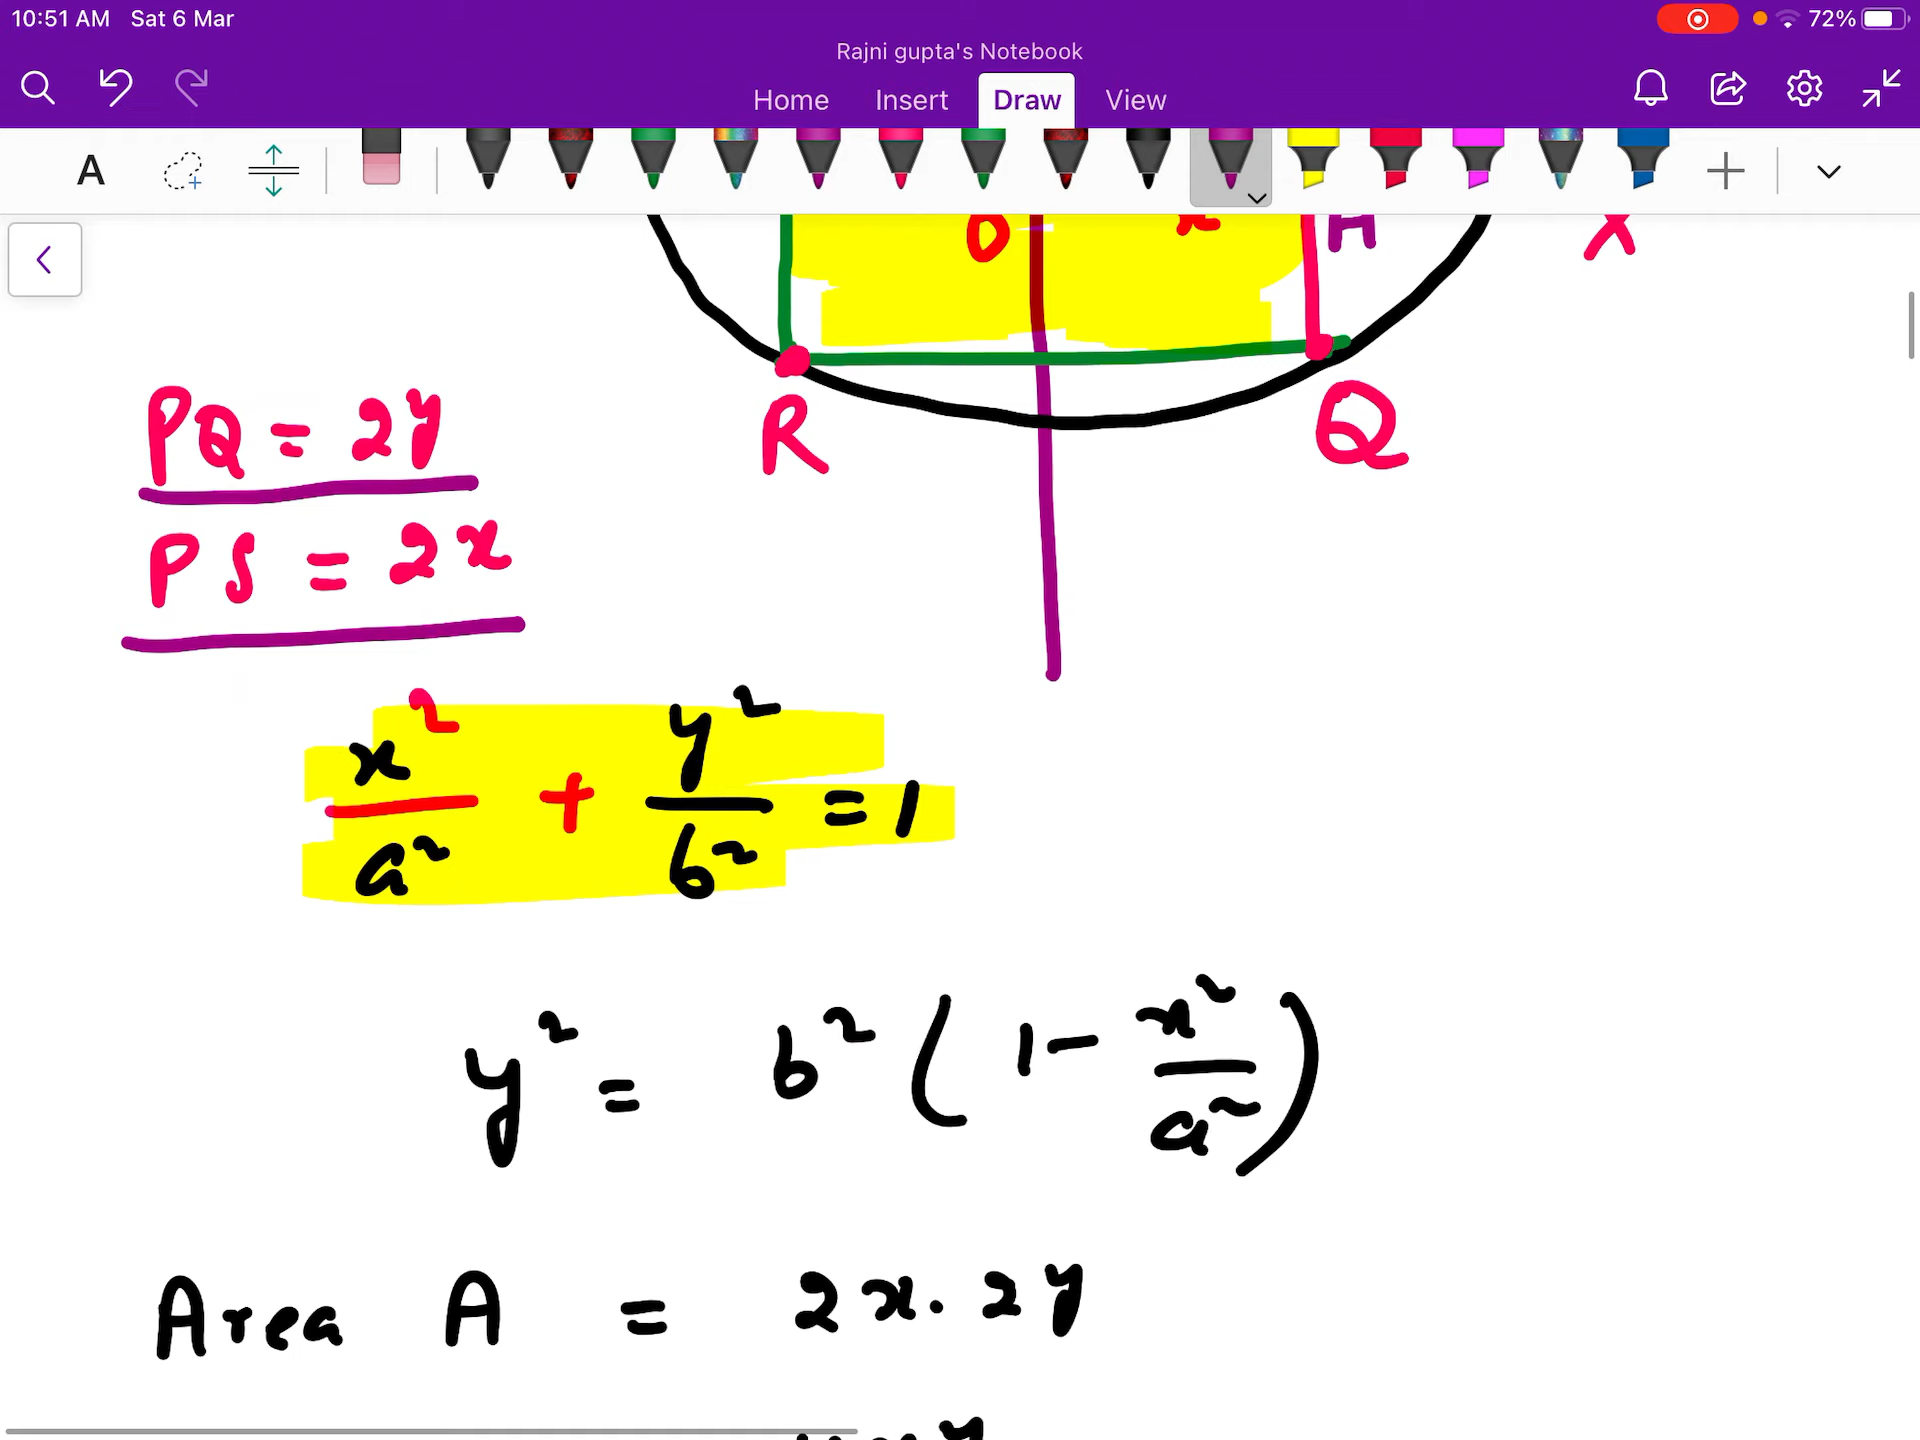 10:51 AM Sat 6 Mar 72%
Rajni gupta's Notebook
Home Insert Draw View
A
O x A X
R Q
PQ = 2y
PS = 2x
x²/a² + y²/b² = 1
y² = b² (1 - x²/a²)
Area A = 2x. 2y